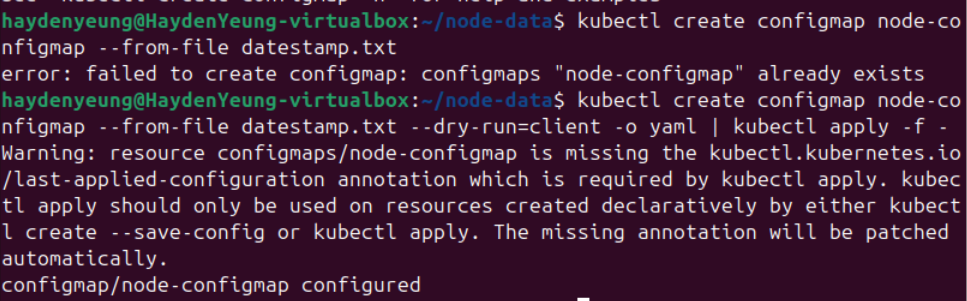 haydenyeung@HaydenYeung-virtualbox:~/node-data$ kubectl create configmap node-co
nfigmap --from-file datestamp.txt
error: failed to create configmap: configmaps "node-configmap" already exists
haydenyeung@HaydenYeung-virtualbox:~/node-data$ kubectl create configmap node-co
nfigmap --from-file datestamp.txt --dry-run=client -o yaml | kubectl apply -f -
Warning: resource configmaps/node-configmap is missing the kubectl.kubernetes.io
/last-applied-configuration annotation which is required by kubectl apply. kubec
tl apply should only be used on resources created declaratively by either kubect
l create --save-config or kubectl apply. The missing annotation will be patched
automatically.
configmap/node-configmap configured